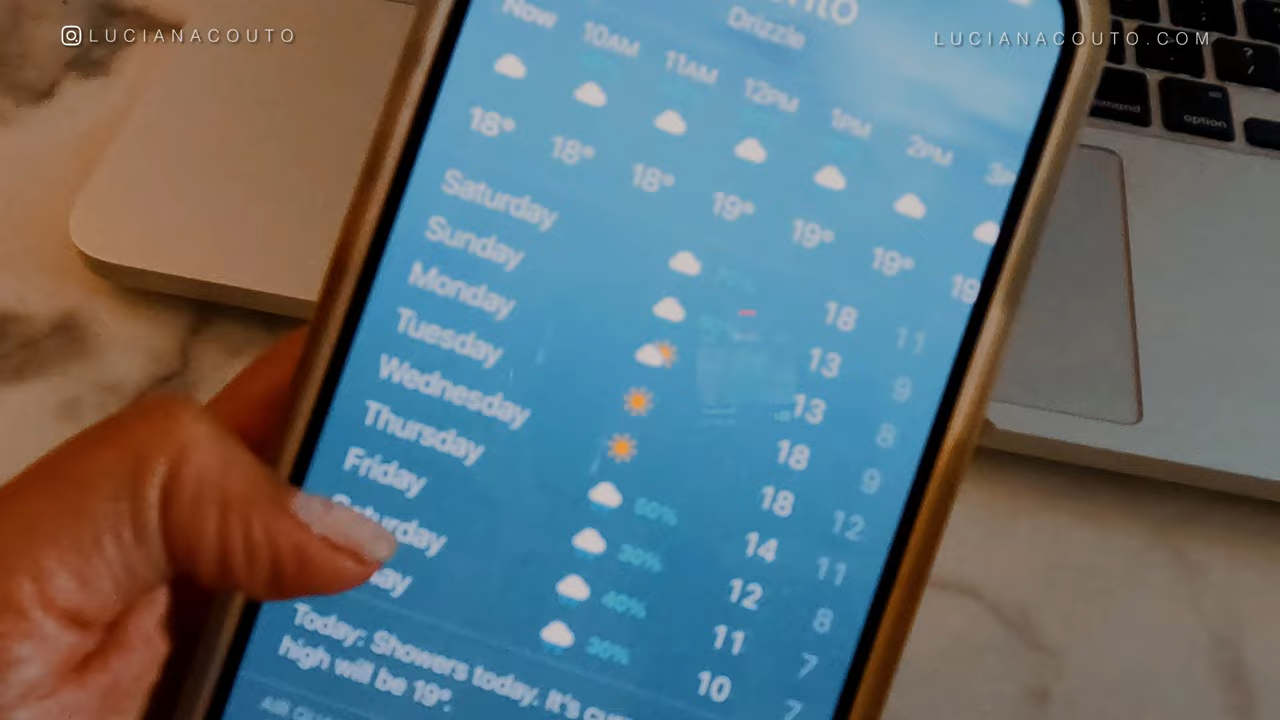 LUCIANACOUTO
LUCIANACOUTO.COM
Drizzle
Now 10AM 11AM 12PM 1PM 2PM
18° 18° 18° 19° 19° 19° 19
Saturday 18 11
Sunday 13 9
Monday 13 8
Tuesday 18 9
Wednesday 18 12
Thursday 60% 14 11
Friday 30% 12 8
Saturday 40% 11 7
30% 10 7
Today: Showers today. It's
high will be 19°.
option